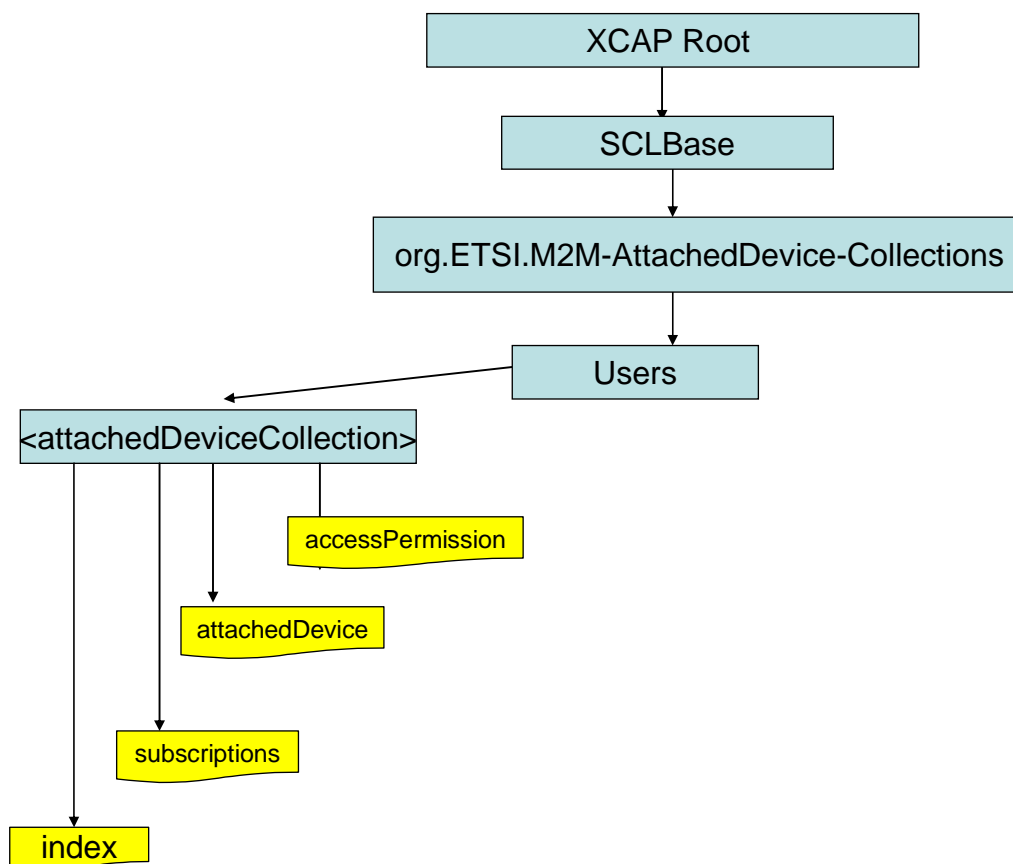 XCAP Root
SCLBase
org.ETSI.M2M-AttachedDevice-Collections
Users
<attachedDeviceCollection>
accessPermission
attachedDevice
subscriptions
index